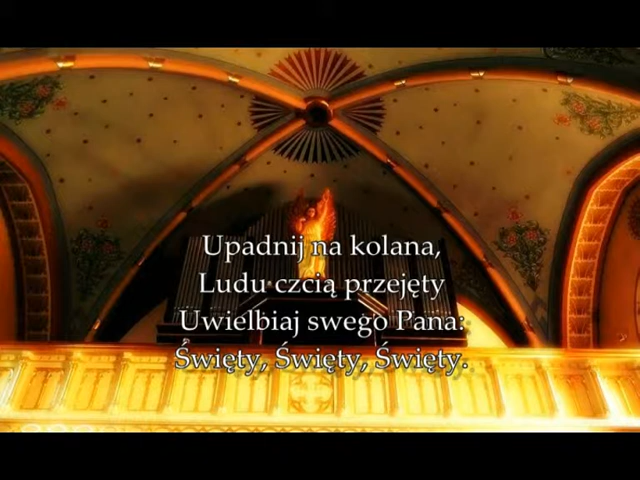 Upadnij na kolana,
Ludu czcią przejęty
Uwielbiaj swego Pana:
Święty, Święty, Święty.